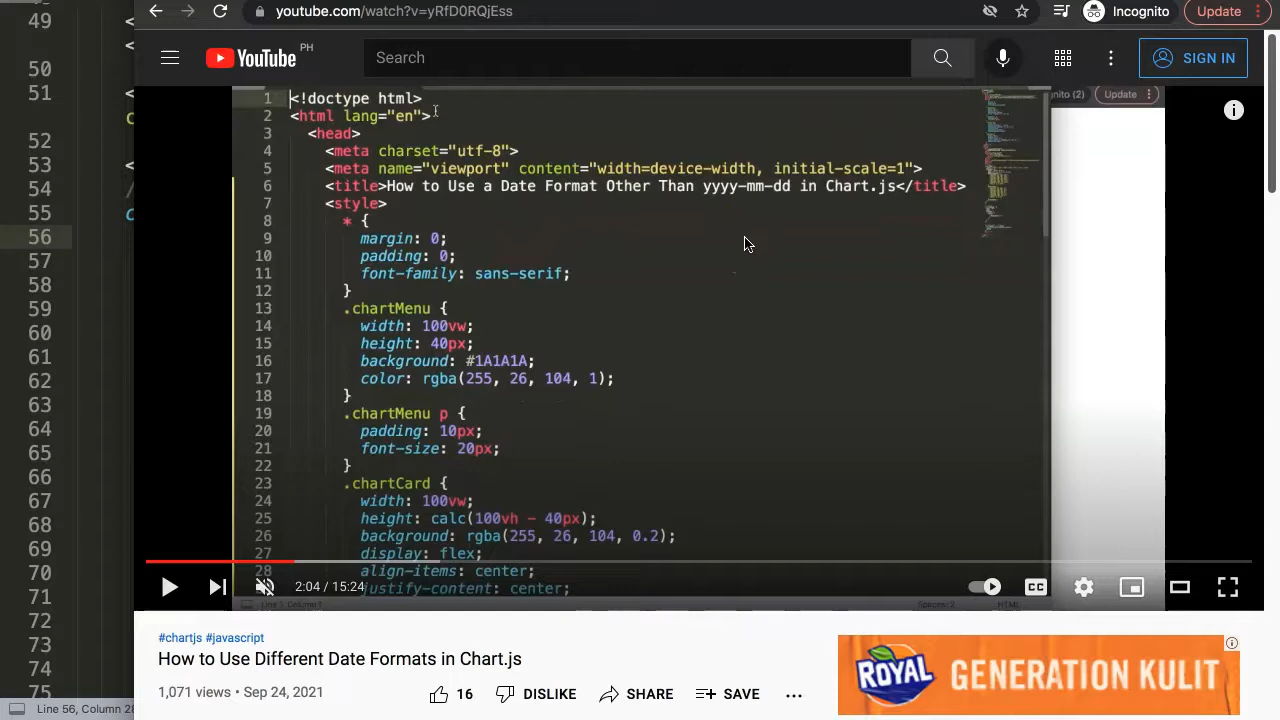 youtube.com/watch?v=yRfD0RQjEss
Incognito
Update
YouTube PH
Search
SIGN IN
Update
1 <!doctype html>
2 <html lang="en">
3 <head>
4 <meta charset="utf-8">
5 <meta name="viewport" content="width=device-width, initial-scale=1">
6 <title>How to Use a Date Format Other Than yyyy-mm-dd in Chart.js</title>
7 <style>
8 * {
9 margin: 0;
10 padding: 0;
11 font-family: sans-serif;
12 }
13 .chartMenu {
14 width: 100vw;
15 height: 40px;
16 background: #1A1A1A;
17 color: rgba(255, 26, 104, 1);
18 }
19 .chartMenu p {
20 padding: 10px;
21 font-size: 20px;
22 }
23 .chartCard {
24 width: 100vw;
25 height: calc(100vh - 40px);
26 background: rgba(255, 26, 104, 0.2);
27 display: flex;
28 align-items: center;
justify-content: center;
2:04 / 15:24
CC
#chartjs #javascript
How to Use Different Date Formats in Chart.js
1,071 views • Sep 24, 2021
16
DISLIKE
SHARE
SAVE
ROYAL
GENERATION KULIT
49
50
51
52
53
54
55
56
57
58
59
60
61
62
63
64
65
66
67
68
69
70
71
72
73
74
75
Line 56, Column